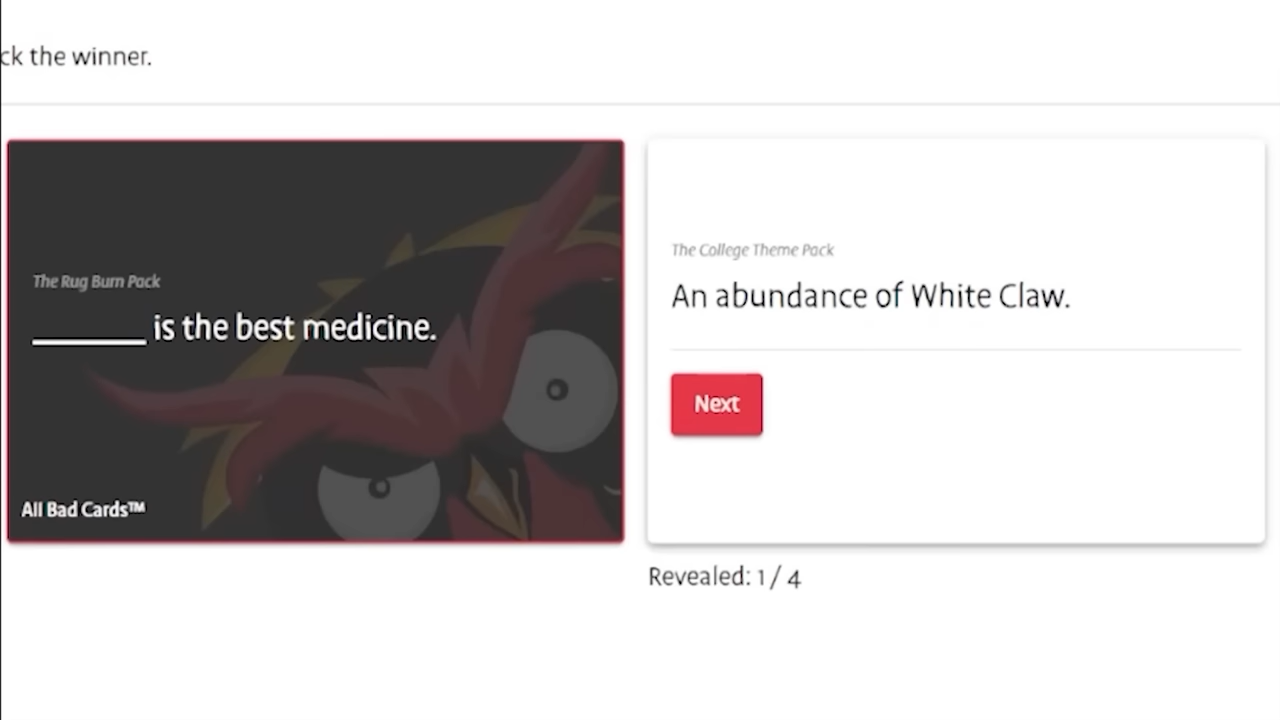 ck the winner.
The Rug Burn Pack
________ is the best medicine.
All Bad Cards™
The College Theme Pack
An abundance of White Claw.
Next
Revealed: 1 / 4